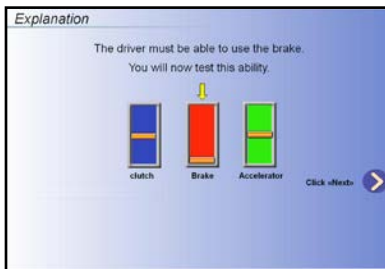 Explanation
The driver must be able to use the brake.
You will now test this ability.
clutch Brake Accelerator
Click «Next»